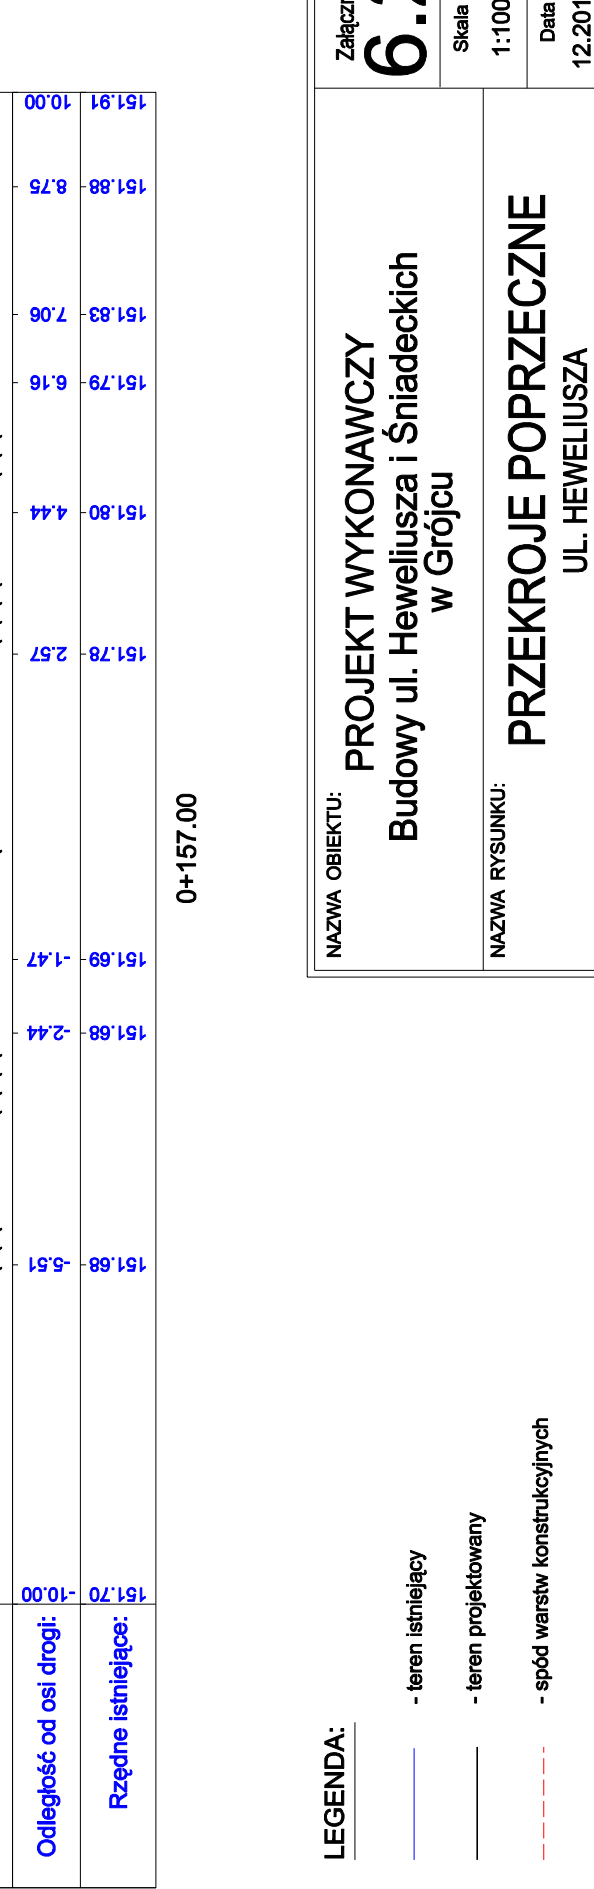 Odległość od osi drogi: -10.00 -5.51 -2.44 -1.47 2.57 4.44 6.16 7.06 8.75 10.00
Rzędne istniejące: 151.70 151.68 151.68 151.69 151.78 151.80 151.79 151.83 151.88 151.91
0+157.00
LEGENDA:
- teren istniejący
- teren projektowany
- spód warstw konstrukcyjnych
NAZWA OBIEKTU:
PROJEKT WYKONAWCZY
Budowy ul. Heweliusza i Śniadeckich
w Grójcu
NAZWA RYSUNKU:
PRZEKROJE POPRZECZNE
UL. HEWELIUSZA
Skala
1:100
Data